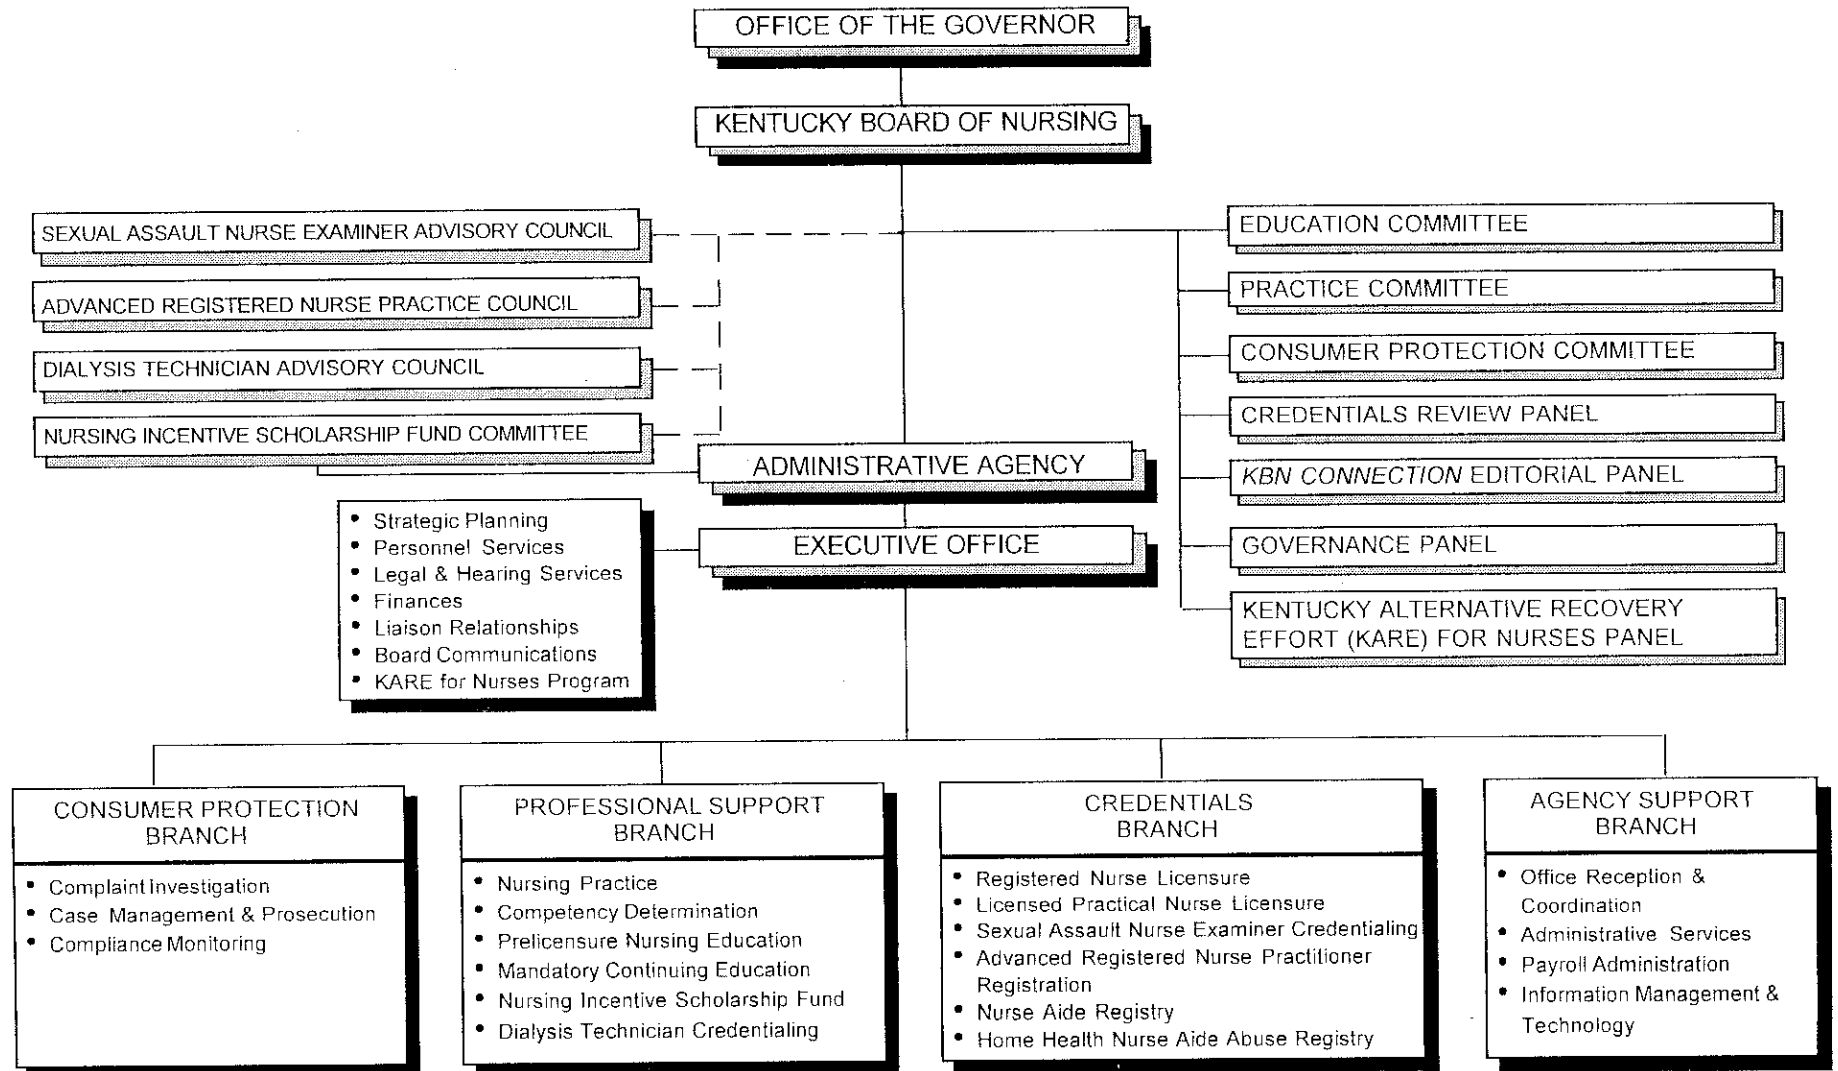 OFFICE OF THE GOVERNOR
KENTUCKY BOARD OF NURSING
SEXUAL ASSAULT NURSE EXAMINER ADVISORY COUNCIL
ADVANCED REGISTERED NURSE PRACTICE COUNCIL
DIALYSIS TECHNICIAN ADVISORY COUNCIL
NURSING INCENTIVE SCHOLARSHIP FUND COMMITTEE
EDUCATION COMMITTEE
PRACTICE COMMITTEE
CONSUMER PROTECTION COMMITTEE
CREDENTIALS REVIEW PANEL
KBN CONNECTION EDITORIAL PANEL
GOVERNANCE PANEL
KENTUCKY ALTERNATIVE RECOVERY
EFFORT (KARE) FOR NURSES PANEL
ADMINISTRATIVE AGENCY
EXECUTIVE OFFICE
• Strategic Planning
• Personnel Services
• Legal & Hearing Services
• Finances
• Liaison Relationships
• Board Communications
• KARE for Nurses Program
CONSUMER PROTECTION
BRANCH
• Complaint Investigation
• Case Management & Prosecution
• Compliance Monitoring
PROFESSIONAL SUPPORT
BRANCH
• Nursing Practice
• Competency Determination
• Prelicensure Nursing Education
• Mandatory Continuing Education
• Nursing Incentive Scholarship Fund
• Dialysis Technician Credentialing
CREDENTIALS
BRANCH
• Registered Nurse Licensure
• Licensed Practical Nurse Licensure
• Sexual Assault Nurse Examiner Credentialing
• Advanced Registered Nurse Practitioner
Registration
• Nurse Aide Registry
• Home Health Nurse Aide Abuse Registry
AGENCY SUPPORT
BRANCH
• Office Reception &
Coordination
• Administrative Services
• Payroll Administration
• Information Management &
Technology